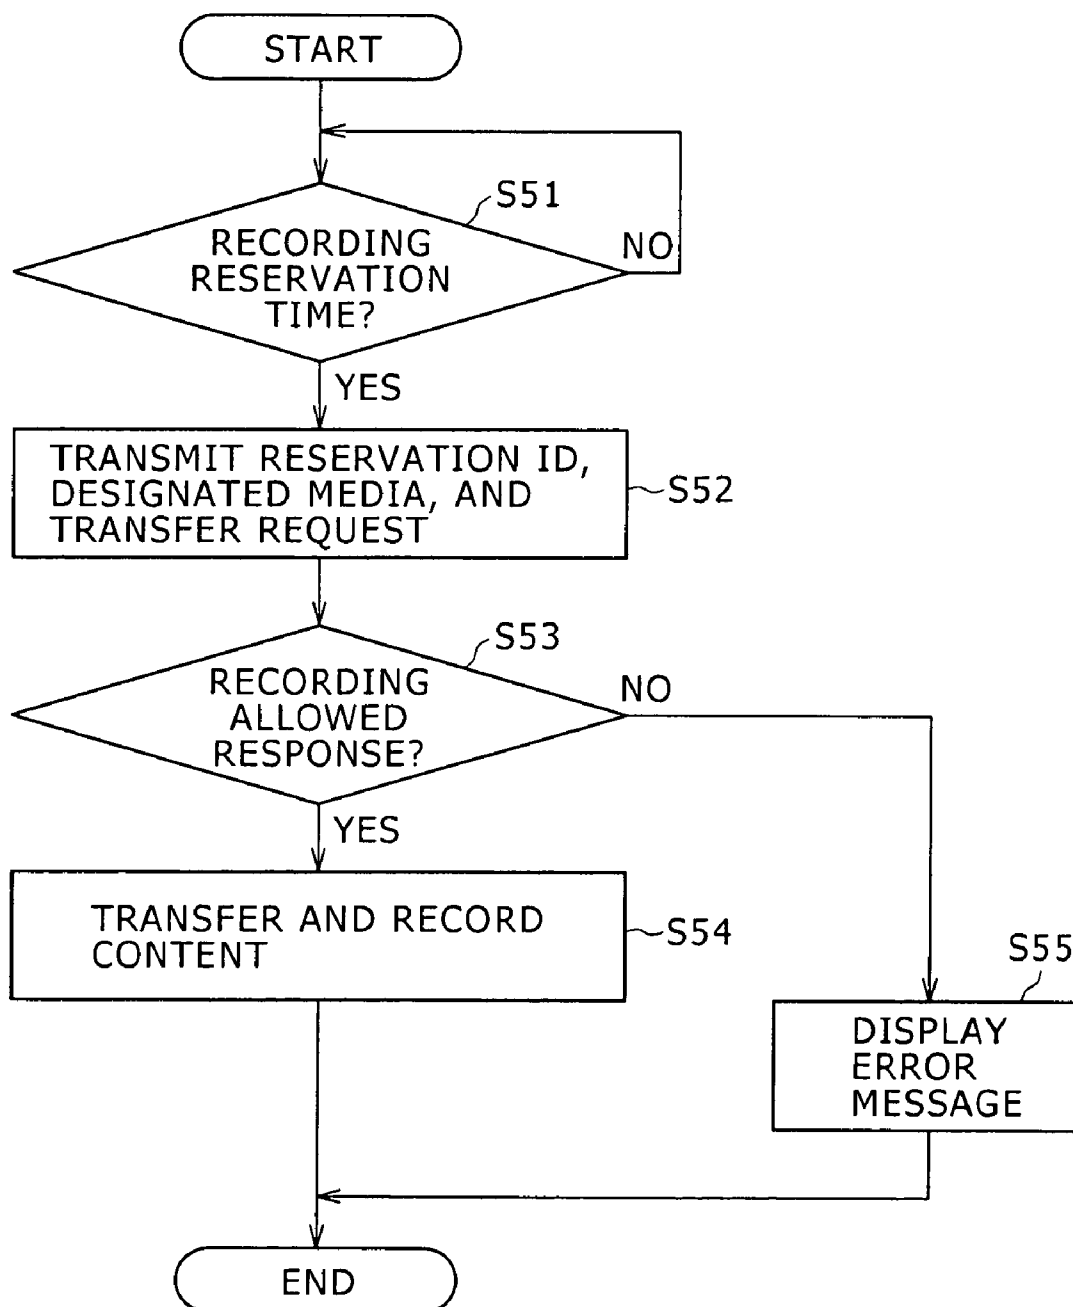 START
S51
RECORDING
RESERVATION
TIME?
NO
YES
TRANSMIT RESERVATION ID,
DESIGNATED MEDIA, AND
TRANSFER REQUEST
S52
S53
RECORDING
ALLOWED
RESPONSE?
NO
YES
TRANSFER AND RECORD
CONTENT
S54
S55
DISPLAY
ERROR
MESSAGE
END